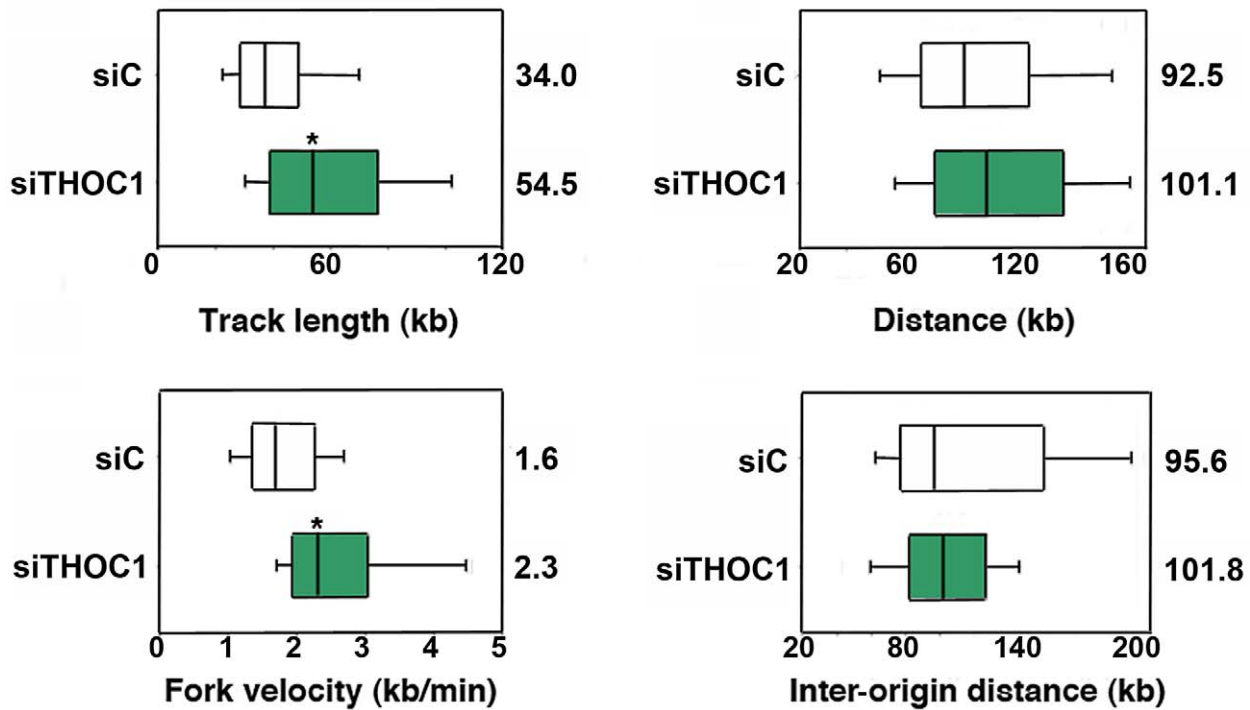 siC
34.0
*
siTHOC1
54.5
0 60 120
Track length (kb)
siC
92.5
siTHOC1
101.1
20 60 120 160
Distance (kb)
siC
1.6
*
siTHOC1
2.3
0 1 2 3 4 5
Fork velocity (kb/min)
siC
95.6
siTHOC1
101.8
20 80 140 200
Inter-origin distance (kb)